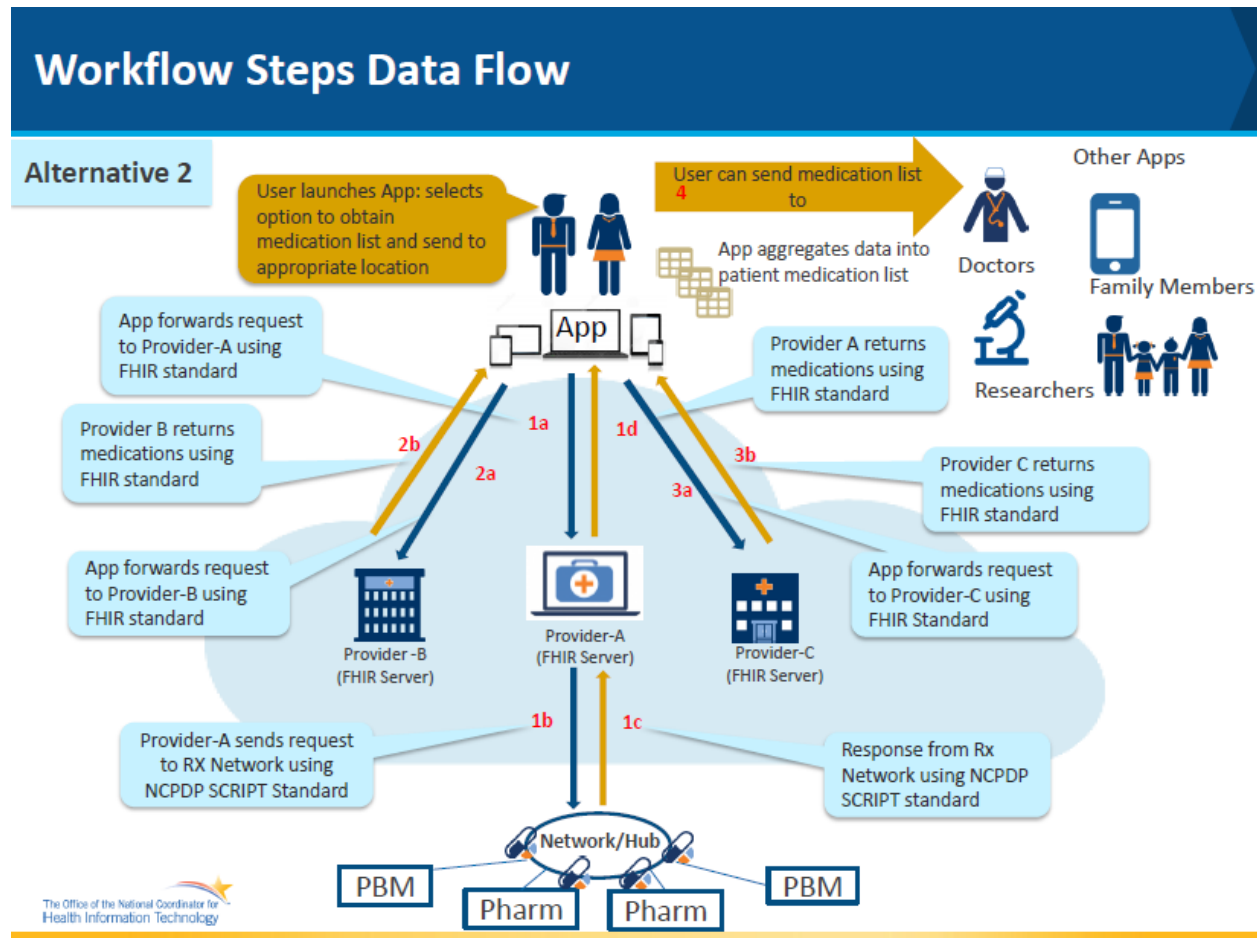 Workflow Steps Data Flow
Alternative 2
User launches App: selects
option to obtain
medication list and send to
appropriate location
User can send medication list
4
to
App aggregates data into
patient medication list
Doctors
Other Apps
Family Members
Researchers
App
App forwards request
to Provider-A using
FHIR standard
Provider A returns
medications using
FHIR standard
Provider B returns
medications using
FHIR standard
2b
2a
1a
1d
3b
3a
Provider C returns
medications using
FHIR standard
App forwards request
to Provider-B using
FHIR standard
App forwards request
to Provider-C using
FHIR Standard
Provider -B
(FHIR Server)
Provider-A
(FHIR Server)
Provider-C
(FHIR Server)
1b
1c
Provider-A sends request
to RX Network using
NCPDP SCRIPT Standard
Response from Rx
Network using NCPDP
SCRIPT standard
Network/Hub
PBM
Pharm
Pharm
PBM
The Office of the National Coordinator for
Health Information Technology